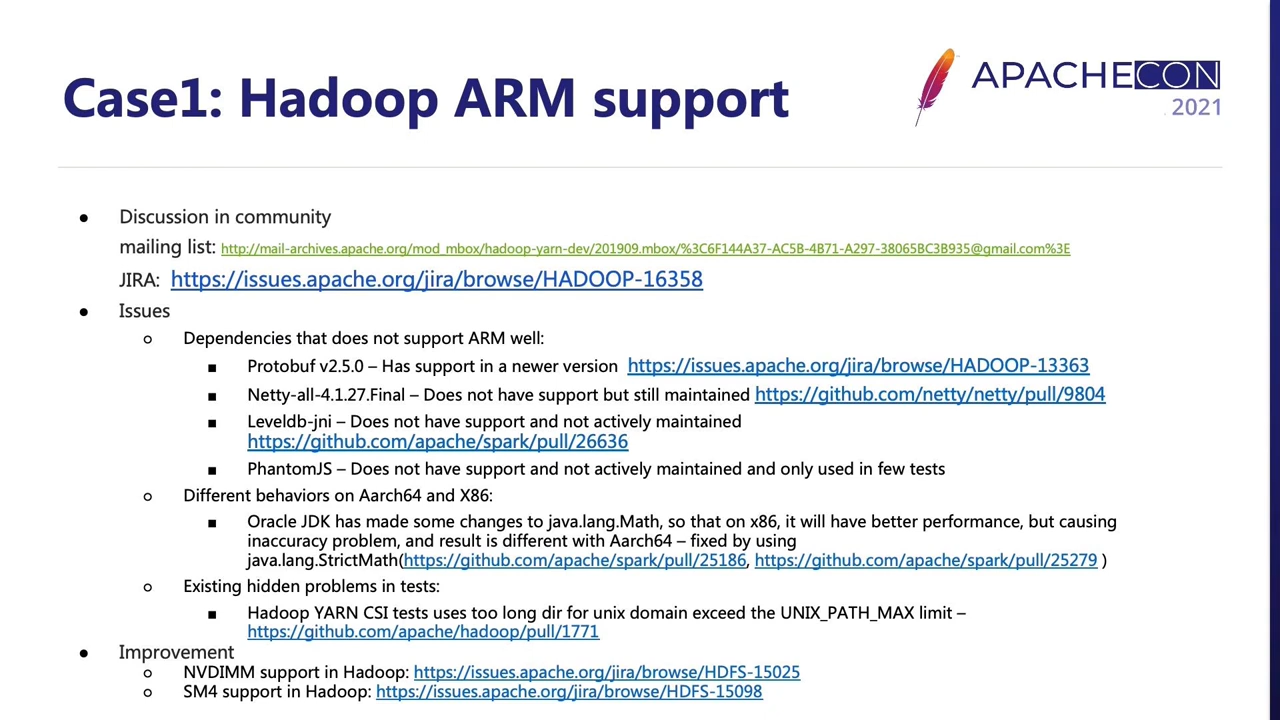 Case1: Hadoop ARM support
APACHECON
2021
● Discussion in community
mailing list: http://mail-archives.apache.org/mod_mbox/hadoop-yarn-dev/201909.mbox/%3C6F144A37-AC5B-4B71-A297-38065BC3B935@gmail.com%3E
JIRA: https://issues.apache.org/jira/browse/HADOOP-16358
● Issues
○ Dependencies that does not support ARM well:
■ Protobuf v2.5.0 – Has support in a newer version https://issues.apache.org/jira/browse/HADOOP-13363
■ Netty-all-4.1.27.Final – Does not have support but still maintained https://github.com/netty/netty/pull/9804
■ Leveldb-jni – Does not have support and not actively maintained
https://github.com/apache/spark/pull/26636
■ PhantomJS – Does not have support and not actively maintained and only used in few tests
○ Different behaviors on Aarch64 and X86:
■ Oracle JDK has made some changes to java.lang.Math, so that on x86, it will have better performance, but causing
inaccuracy problem, and result is different with Aarch64 – fixed by using
java.lang.StrictMath(https://github.com/apache/spark/pull/25186, https://github.com/apache/spark/pull/25279 )
○ Existing hidden problems in tests:
■ Hadoop YARN CSI tests uses too long dir for unix domain exceed the UNIX_PATH_MAX limit –
https://github.com/apache/hadoop/pull/1771
● Improvement
○ NVDIMM support in Hadoop: https://issues.apache.org/jira/browse/HDFS-15025
○ SM4 support in Hadoop: https://issues.apache.org/jira/browse/HDFS-15098